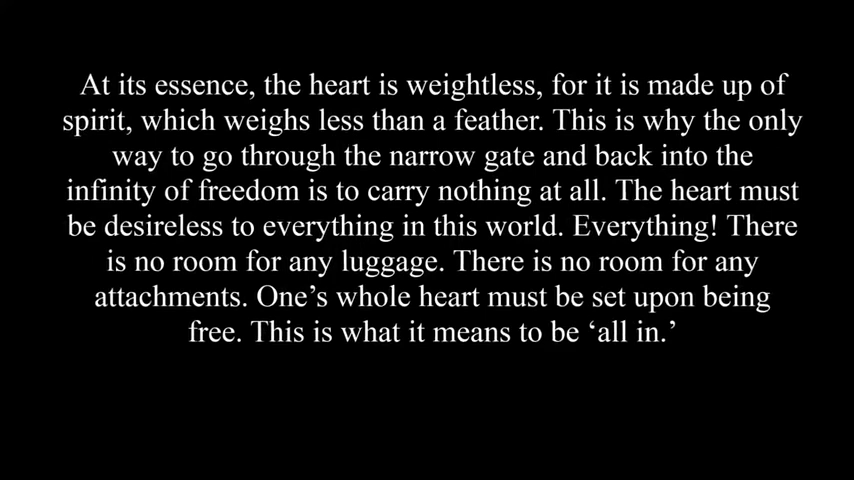 At its essence, the heart is weightless, for it is made up of
spirit, which weighs less than a feather. This is why the only
way to go through the narrow gate and back into the
infinity of freedom is to carry nothing at all. The heart must
be desireless to everything in this world. Everything! There
is no room for any luggage. There is no room for any
attachments. One’s whole heart must be set upon being
free. This is what it means to be ‘all in.’